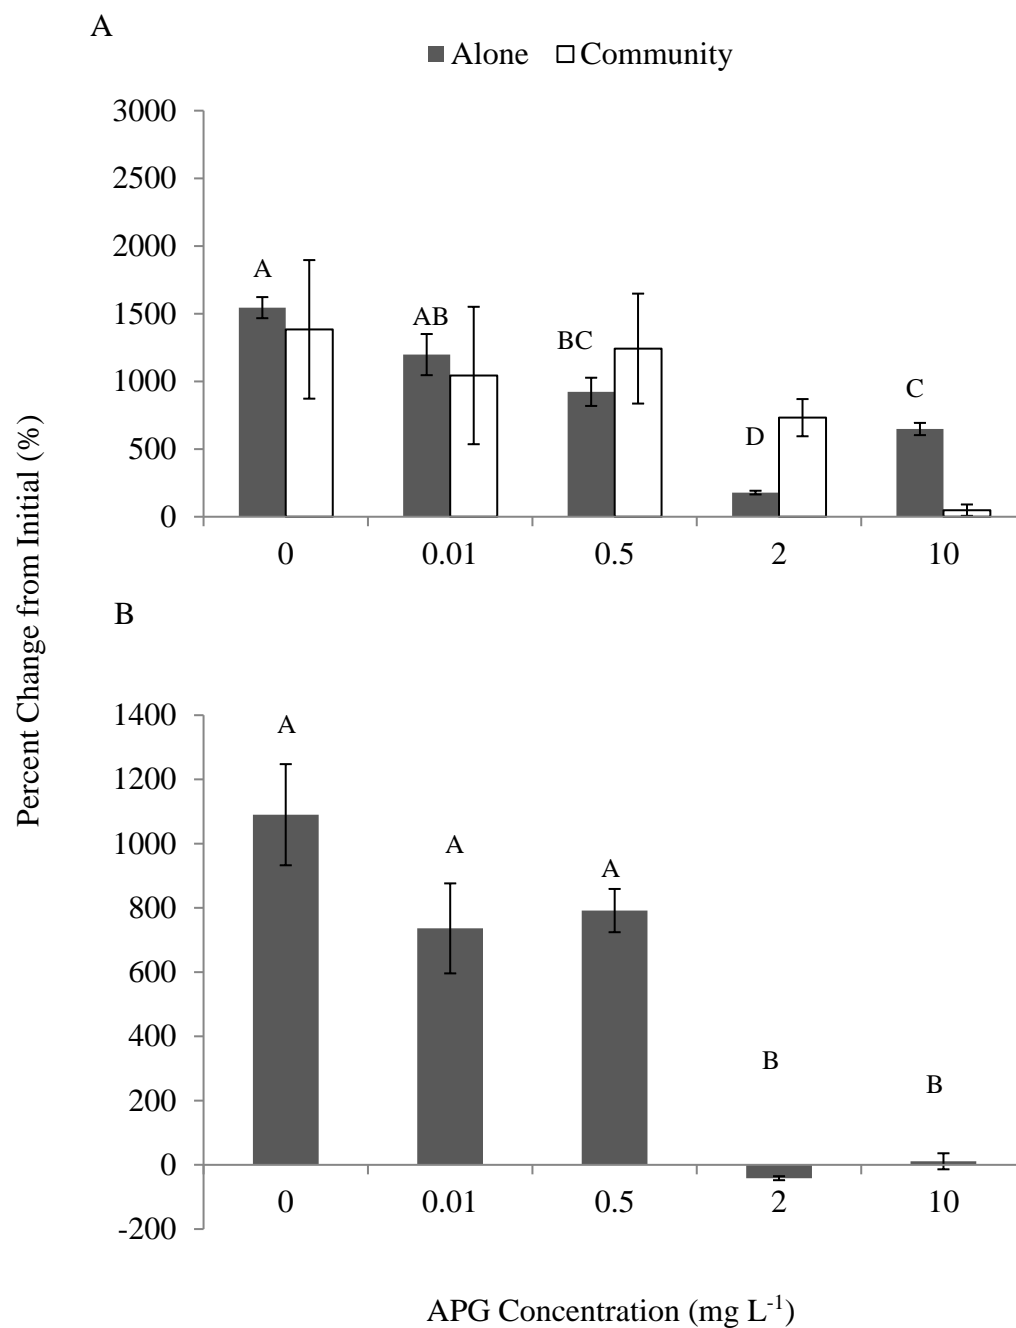 A
Alone Community
3000
2500
2000
1500
1000
500
0
A
AB
BC
D
C
0 0.01 0.5 2 10
Percent Change from Initial (%)
B
1400
1200
1000
800
600
400
200
0
-200
A
A
A
B
B
0 0.01 0.5 2 10
APG Concentration (mg L⁻¹)